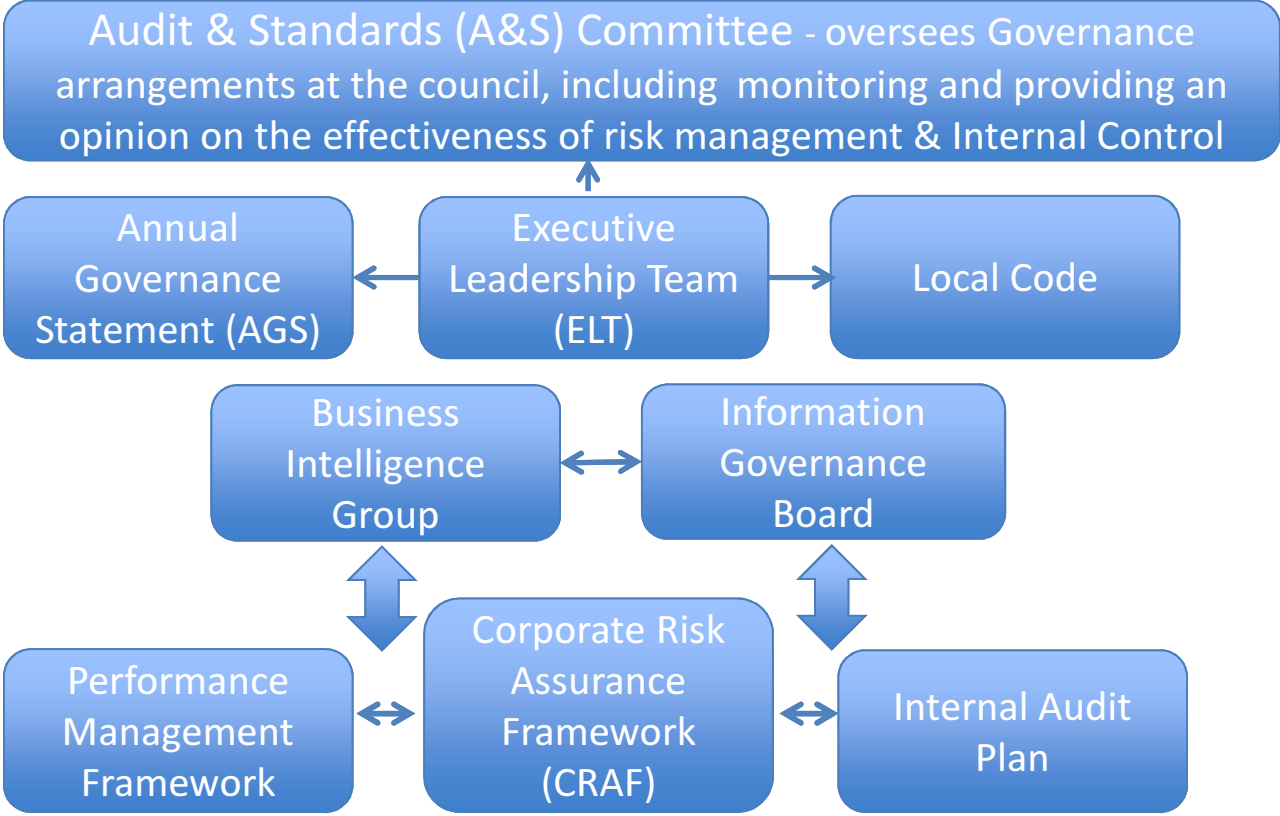 Audit & Standards (A&S) Committee - oversees Governance
arrangements at the council, including  monitoring and providing an
opinion on the effectiveness of risk management & Internal Control
Annual
Governance
Statement (AGS)
Executive
Leadership Team
(ELT)
Local Code
Business
Intelligence
Group
Information
Governance
Board
Performance
Management
Framework
Corporate Risk
Assurance
Framework
(CRAF)
Internal Audit
Plan